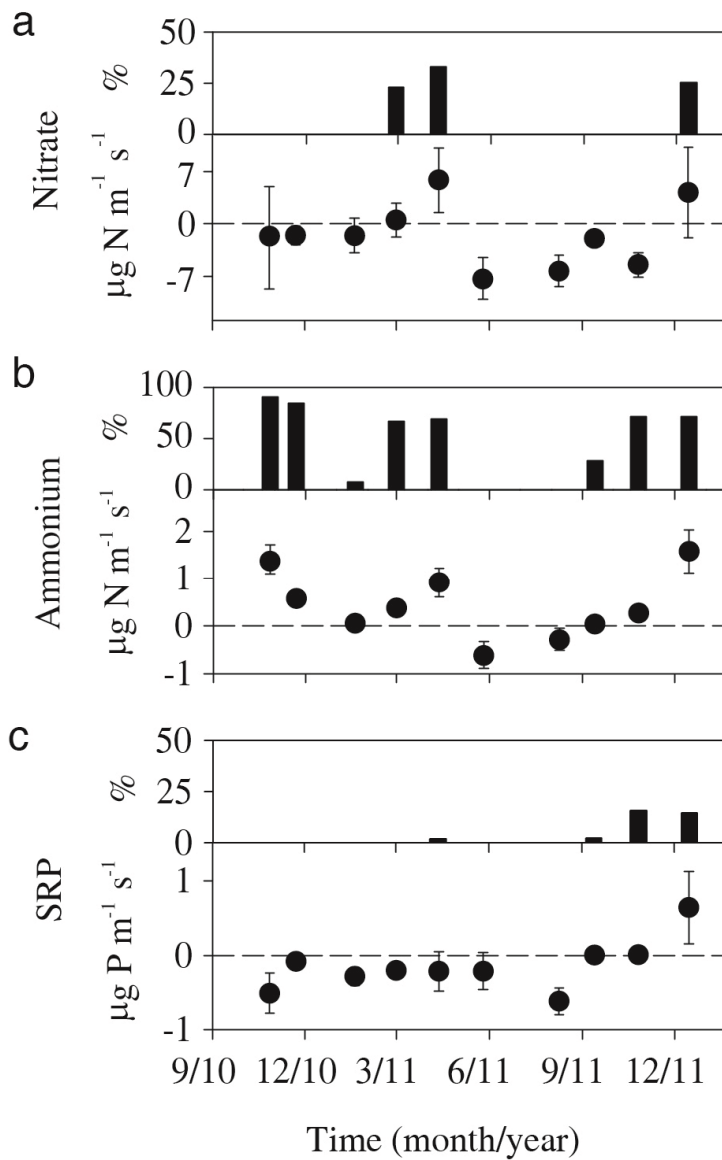 a
Nitrate
%
50
25
0
µg N m⁻¹ s⁻¹
7
0
-7
b
Ammonium
%
100
50
0
µg N m⁻¹ s⁻¹
2
1
0
-1
c
SRP
%
50
25
0
µg P m⁻¹ s⁻¹
1
0
-1
9/10 12/10 3/11 6/11 9/11 12/11
Time (month/year)